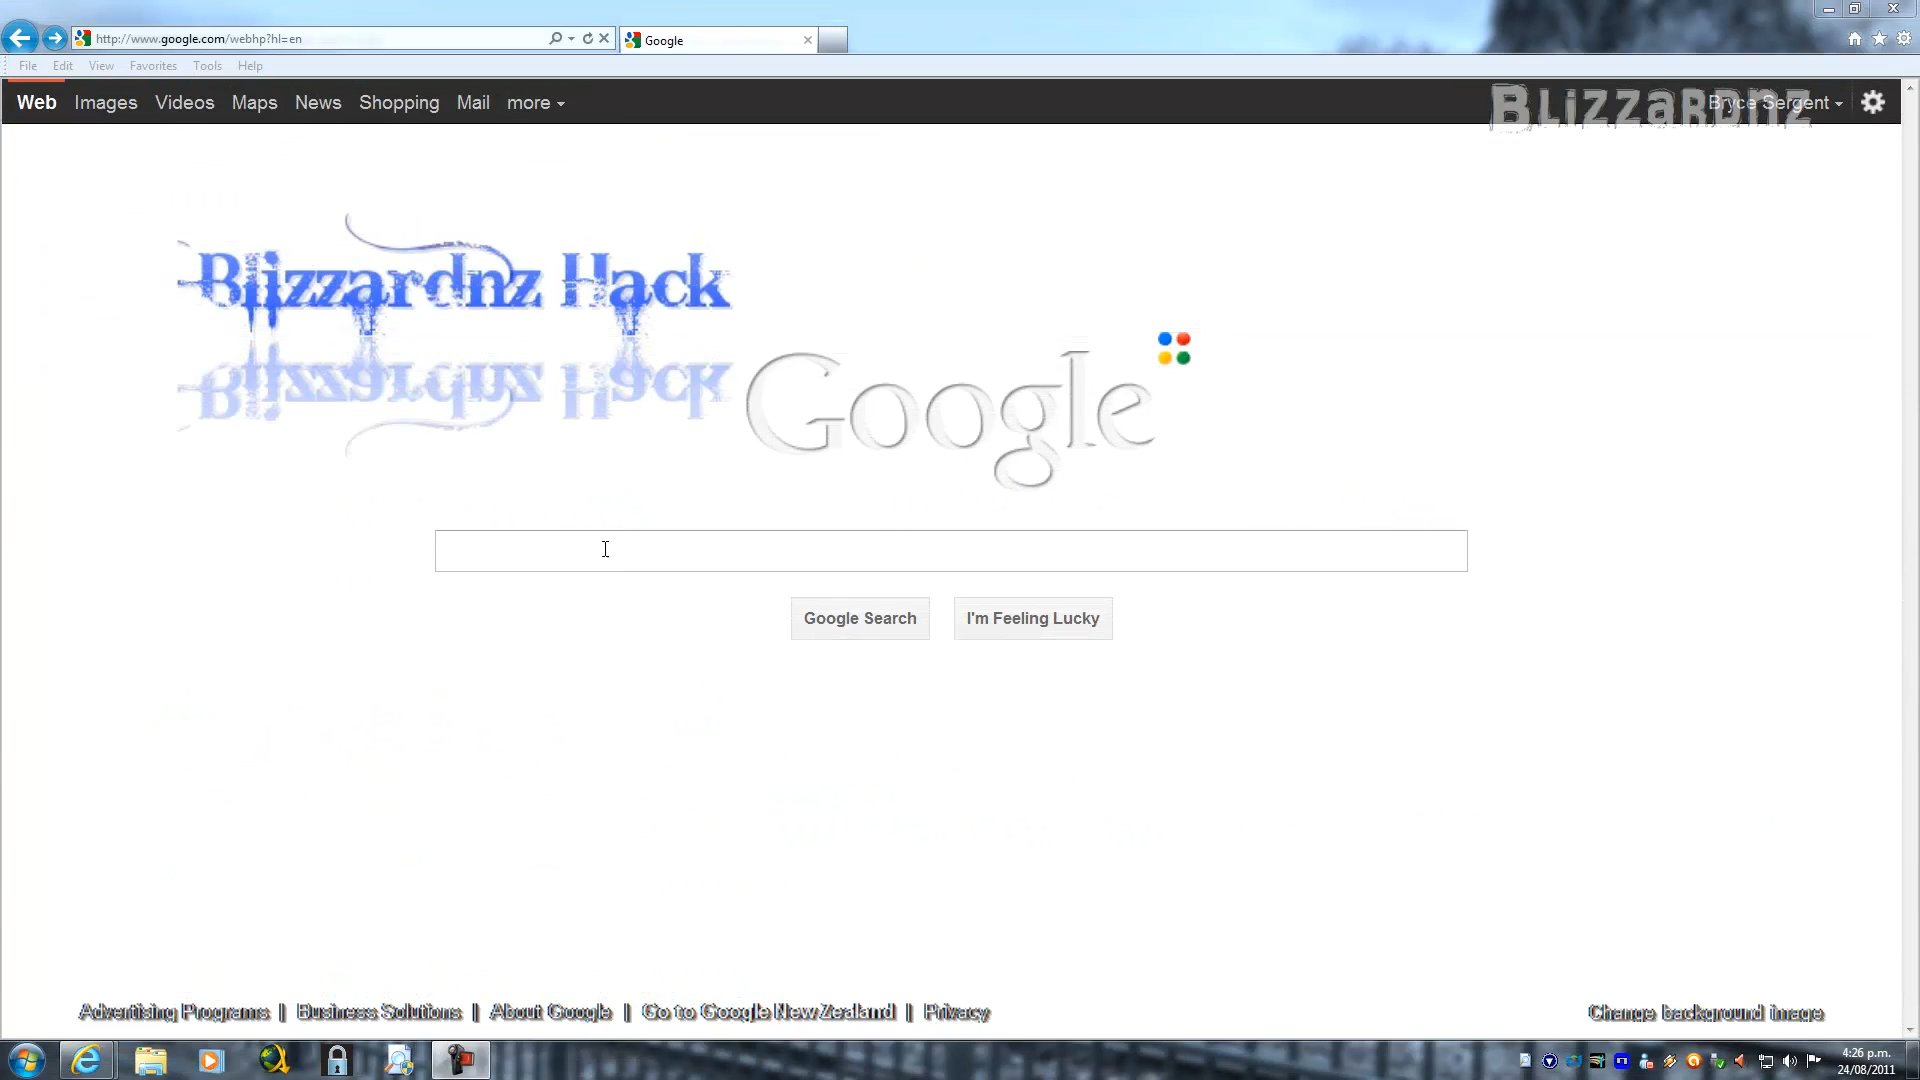 http://www.google.com/webhp?hl=en
Google
File Edit View Favorites Tools Help
Web Images Videos Maps News Shopping Mail more
Bryce Sergent
Blizzardnz
Blizzardnz Hack
Google
Google Search
I'm Feeling Lucky
Advertising Programs | Business Solutions | About Google | Go to Google New Zealand | Privacy
Change background image
4:26 p.m.
24/08/2011